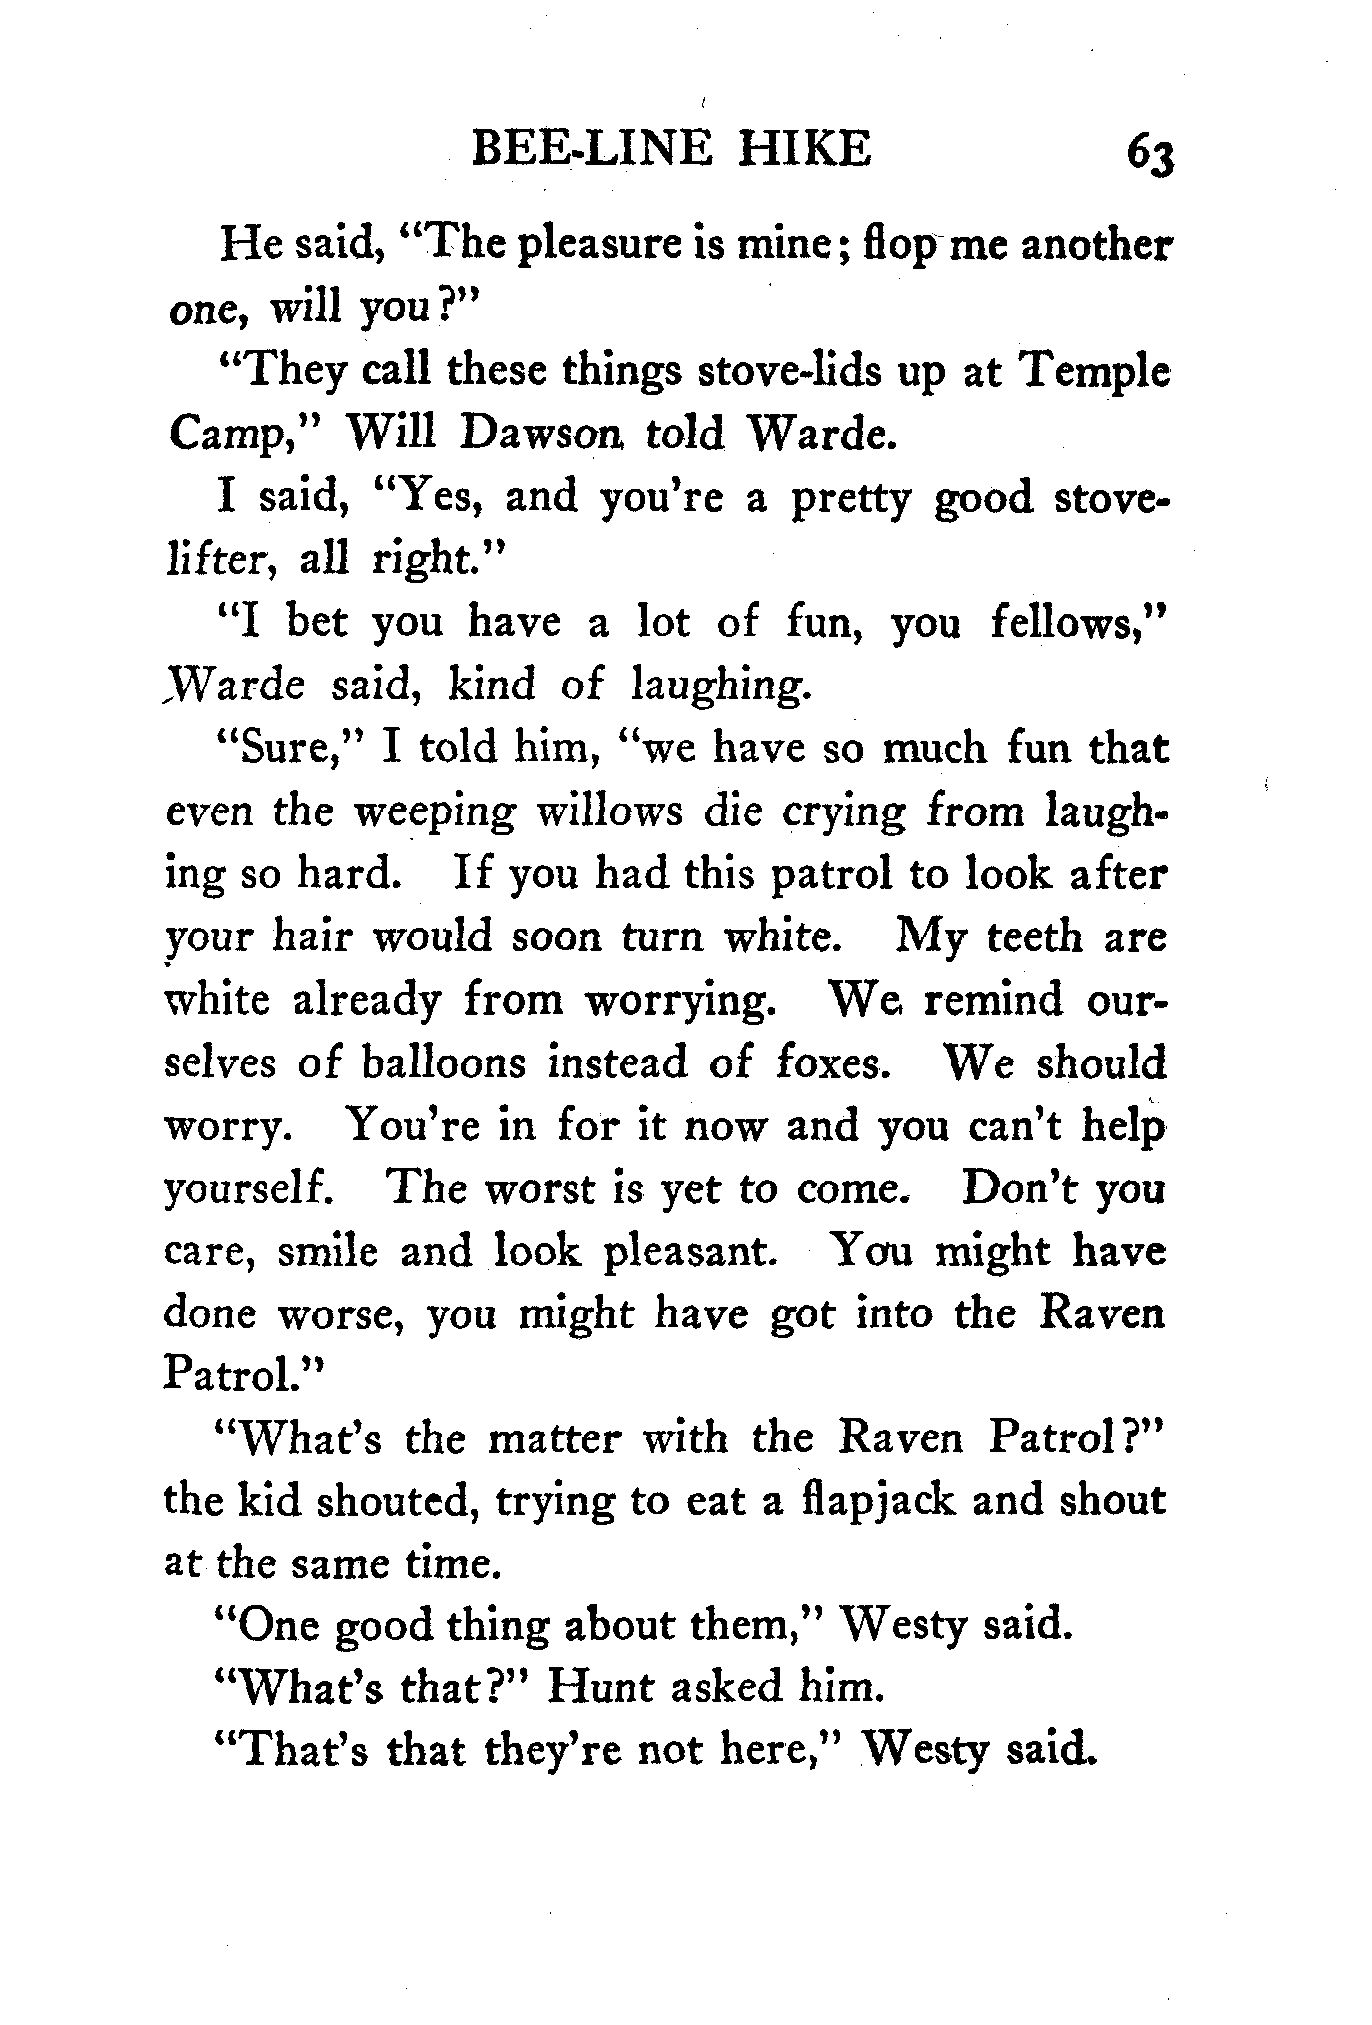 BEE-LINE HIKE 63
He said, "The pleasure is mine; flop me another
one, will you?"
"They call these things stove-lids up at Temple
Camp," Will Dawson told Warde.
I said, "Yes, and you're a pretty good stove-
lifter, all right."
"I bet you have a lot of fun, you fellows,"
Warde said, kind of laughing.
"Sure," I told him, "we have so much fun that
even the weeping willows die crying from laugh-
ing so hard. If you had this patrol to look after
your hair would soon turn white. My teeth are
white already from worrying. We remind our-
selves of balloons instead of foxes. We should
worry. You're in for it now and you can't help
yourself. The worst is yet to come. Don't you
care, smile and look pleasant. You might have
done worse, you might have got into the Raven
Patrol."
"What's the matter with the Raven Patrol?"
the kid shouted, trying to eat a flapjack and shout
at the same time.
"One good thing about them," Westy said.
"What's that?" Hunt asked him.
"That's that they're not here," Westy said.